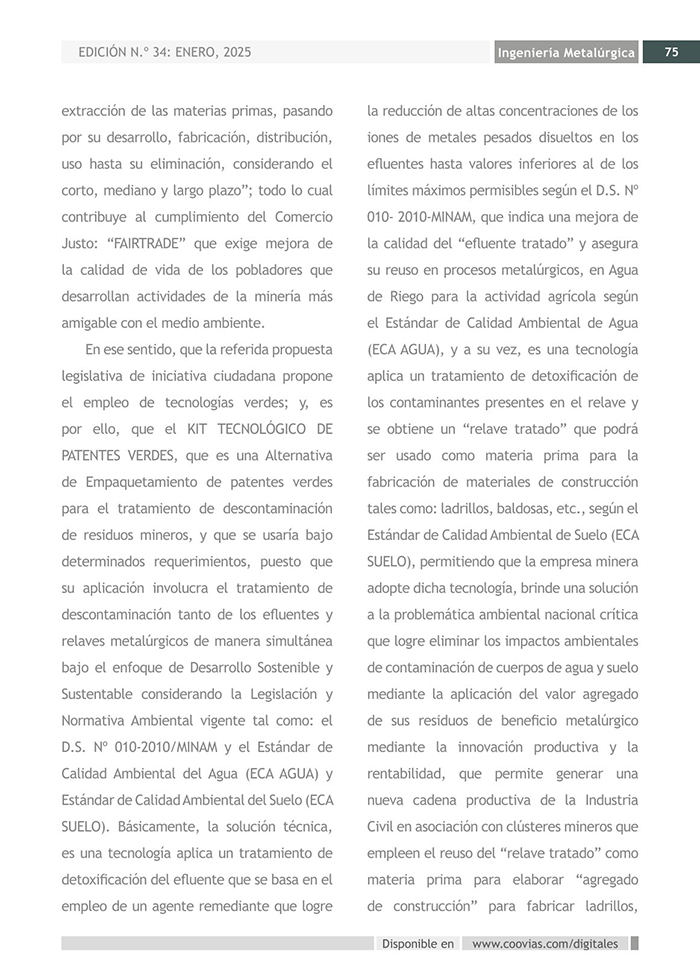 EDICIÓN N.º 34: ENERO, 2025
Ingeniería Metalúrgica
75
extracción de las materias primas, pasando
por su desarrollo, fabricación, distribución,
uso hasta su eliminación, considerando el
corto, mediano y largo plazo”; todo lo cual
contribuye al cumplimiento del Comercio
Justo: “FAIRTRADE” que exige mejora de
la calidad de vida de los pobladores que
desarrollan actividades de la minería más
amigable con el medio ambiente.
En ese sentido, que la referida propuesta
legislativa de iniciativa ciudadana propone
el empleo de tecnologías verdes; y, es
por ello, que el KIT TECNOLÓGICO DE
PATENTES VERDES, que es una Alternativa
de Empaquetamiento de patentes verdes
para el tratamiento de descontaminación
de residuos mineros, y que se usaría bajo
determinados requerimientos, puesto que
su aplicación involucra el tratamiento de
descontaminación tanto de los efluentes y
relaves metalúrgicos de manera simultánea
bajo el enfoque de Desarrollo Sostenible y
Sustentable considerando la Legislación y
Normativa Ambiental vigente tal como: el
D.S. Nº 010-2010/MINAM y el Estándar de
Calidad Ambiental del Agua (ECA AGUA) y
Estándar de Calidad Ambiental del Suelo (ECA
SUELO). Básicamente, la solución técnica,
es una tecnología aplica un tratamiento de
detoxificación del efluente que se basa en el
empleo de un agente remediante que logre
la reducción de altas concentraciones de los
iones de metales pesados disueltos en los
efluentes hasta valores inferiores al de los
límites máximos permisibles según el D.S. Nº
010- 2010-MINAM, que indica una mejora de
la calidad del “efluente tratado” y asegura
su reuso en procesos metalúrgicos, en Agua
de Riego para la actividad agrícola según
el Estándar de Calidad Ambiental de Agua
(ECA AGUA), y a su vez, es una tecnología
aplica un tratamiento de detoxificación de
los contaminantes presentes en el relave y
se obtiene un “relave tratado” que podrá
ser usado como materia prima para la
fabricación de materiales de construcción
tales como: ladrillos, baldosas, etc., según el
Estándar de Calidad Ambiental de Suelo (ECA
SUELO), permitiendo que la empresa minera
adopte dicha tecnología, brinde una solución
a la problemática ambiental nacional crítica
que logre eliminar los impactos ambientales
de contaminación de cuerpos de agua y suelo
mediante la aplicación del valor agregado
de sus residuos de beneficio metalúrgico
mediante la innovación productiva y la
rentabilidad, que permite generar una
nueva cadena productiva de la Industria
Civil en asociación con clústeres mineros que
empleen el reuso del “relave tratado” como
materia prima para elaborar “agregado
de construcción” para fabricar ladrillos,
Disponible en www.coovias.com/digitales